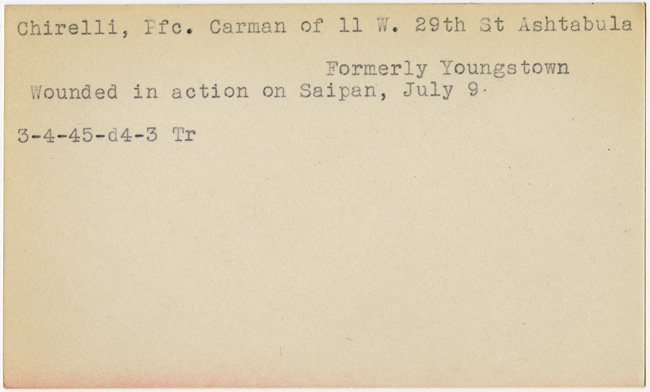 Chirelli, Pfc. Carman of 11 W. 29th St Ashtabula
Formerly Youngstown
Wounded in action on Saipan, July 9.
3-4-45-d4-3 Tr